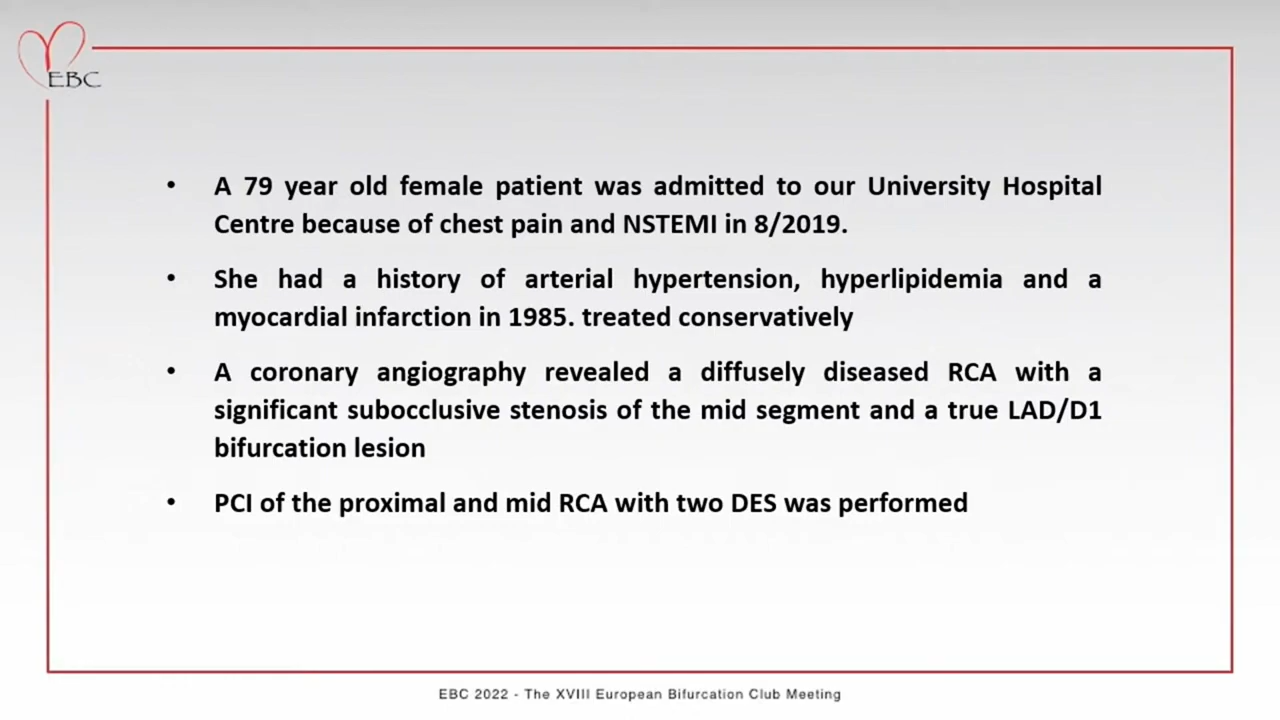 EBC
• A 79 year old female patient was admitted to our University Hospital
Centre because of chest pain and NSTEMI in 8/2019.
• She had a history of arterial hypertension, hyperlipidemia and a
myocardial infarction in 1985. treated conservatively
• A coronary angiography revealed a diffusely diseased RCA with a
significant subocclusive stenosis of the mid segment and a true LAD/D1
bifurcation lesion
• PCI of the proximal and mid RCA with two DES was performed
EBC 2022 - The XVIII European Bifurcation Club Meeting